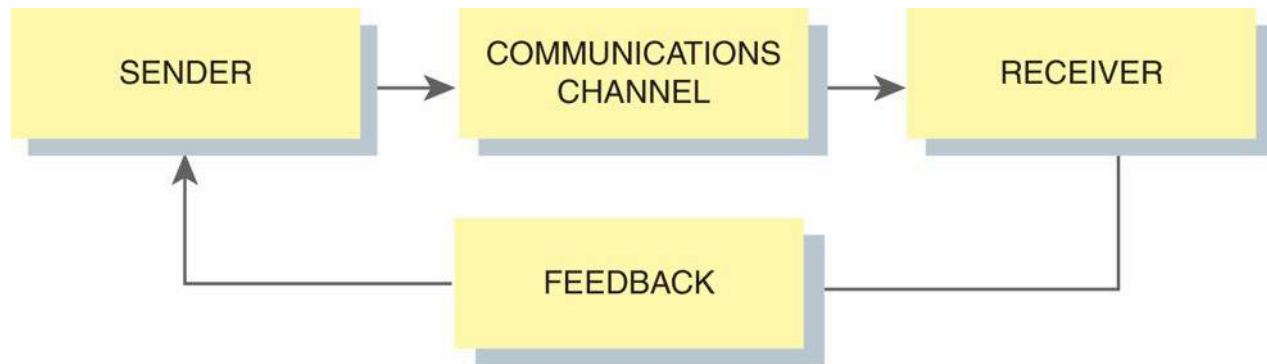 SENDER
COMMUNICATIONS
CHANNEL
RECEIVER
FEEDBACK